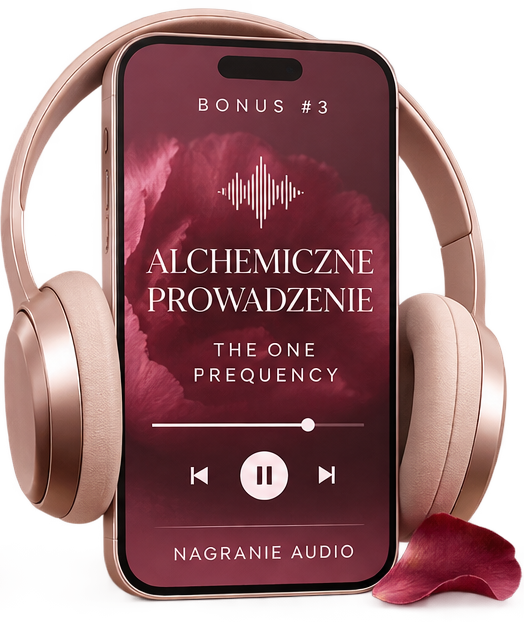 BONUS #3
ALCHEMICZNE
PROWADZENIE
THE ONE
PREQUENCY
NAGRANIE AUDIO